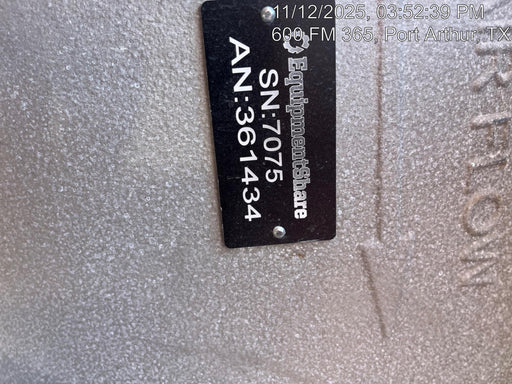 11/12/2025, 03:52:39 PM
600 FM 365, Port Arthur, TX
EquipmentShare
SN:7075
AN:361434